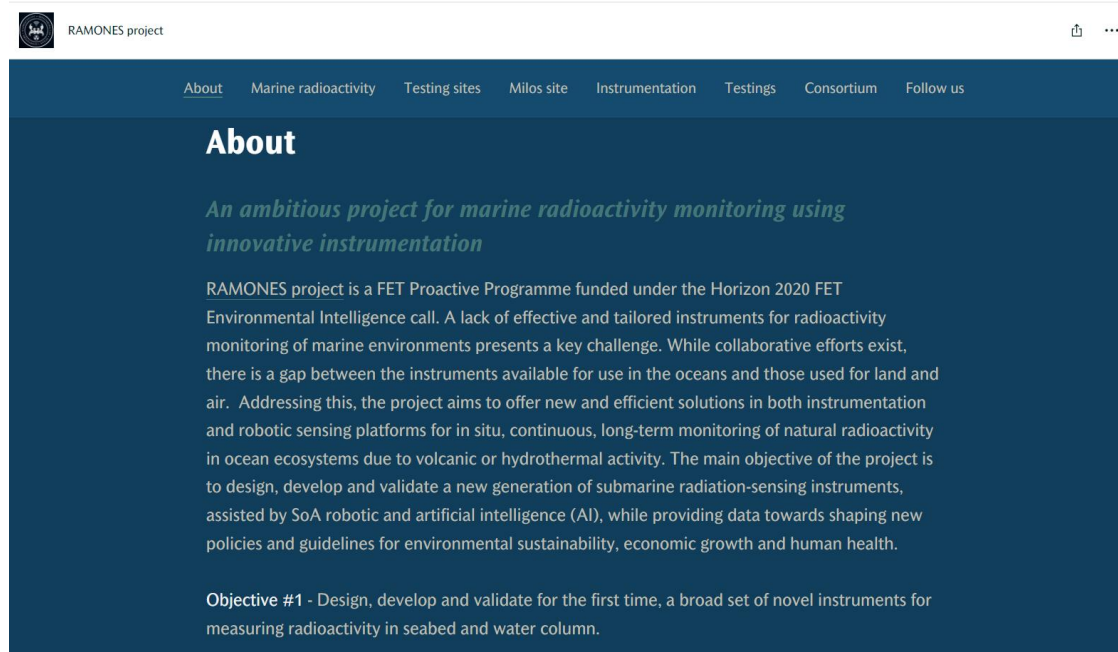 RAMONES project
About Marine radioactivity Testing sites Milos site Instrumentation Testings Consortium Follow us
About
An ambitious project for marine radioactivity monitoring using
innovative instrumentation
RAMONES project is a FET Proactive Programme funded under the Horizon 2020 FET
Environmental Intelligence call. A lack of effective and tailored instruments for radioactivity
monitoring of marine environments presents a key challenge. While collaborative efforts exist,
there is a gap between the instruments available for use in the oceans and those used for land and
air.  Addressing this, the project aims to offer new and efficient solutions in both instrumentation
and robotic sensing platforms for in situ, continuous, long-term monitoring of natural radioactivity
in ocean ecosystems due to volcanic or hydrothermal activity. The main objective of the project is
to design, develop and validate a new generation of submarine radiation-sensing instruments,
assisted by SoA robotic and artificial intelligence (AI), while providing data towards shaping new
policies and guidelines for environmental sustainability, economic growth and human health.
Objective #1 - Design, develop and validate for the first time, a broad set of novel instruments for
measuring radioactivity in seabed and water column.